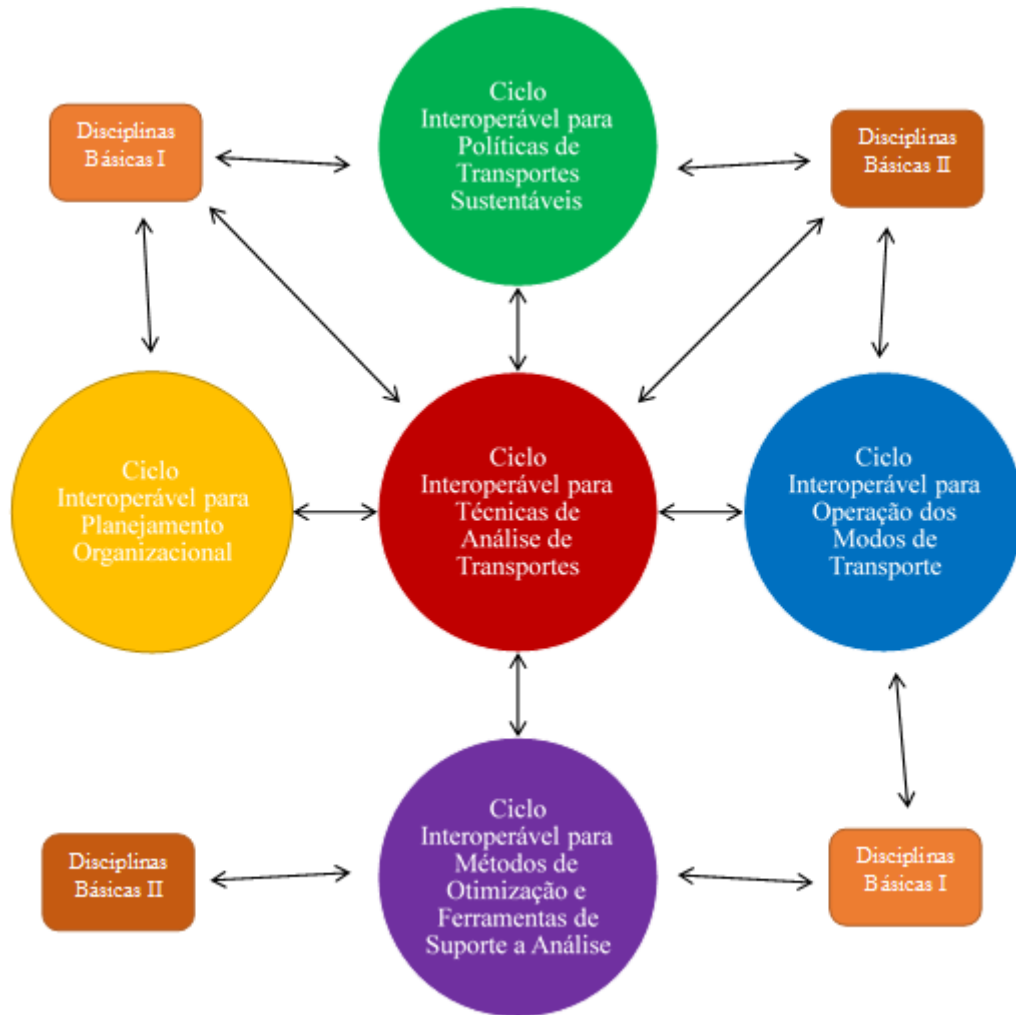 Ciclo
Interoperável para
Políticas de
Transportes
Sustentáveis
Disciplinas
Básicas I
Disciplinas
Básicas II
Ciclo
Interoperável para
Planejamento
Organizacional
Ciclo
Interoperável para
Técnicas de
Análise de
Transportes
Ciclo
Interoperável para
Operação dos
Modos de
Transporte
Ciclo
Interoperável para
Métodos de
Otimização e
Ferramentas de
Suporte a Análise
Disciplinas
Básicas II
Disciplinas
Básicas I